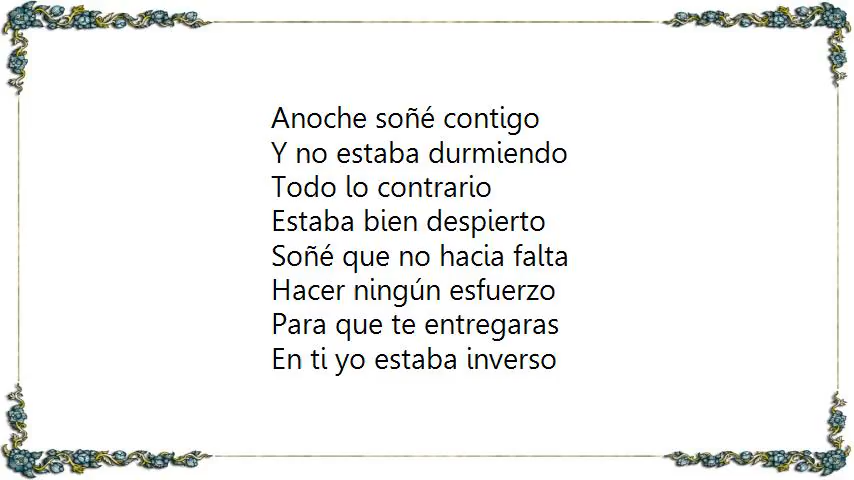 Anoche soñé contigo
Y no estaba durmiendo
Todo lo contrario
Estaba bien despierto
Soñé que no hacia falta
Hacer ningún esfuerzo
Para que te entregaras
En ti yo estaba inverso